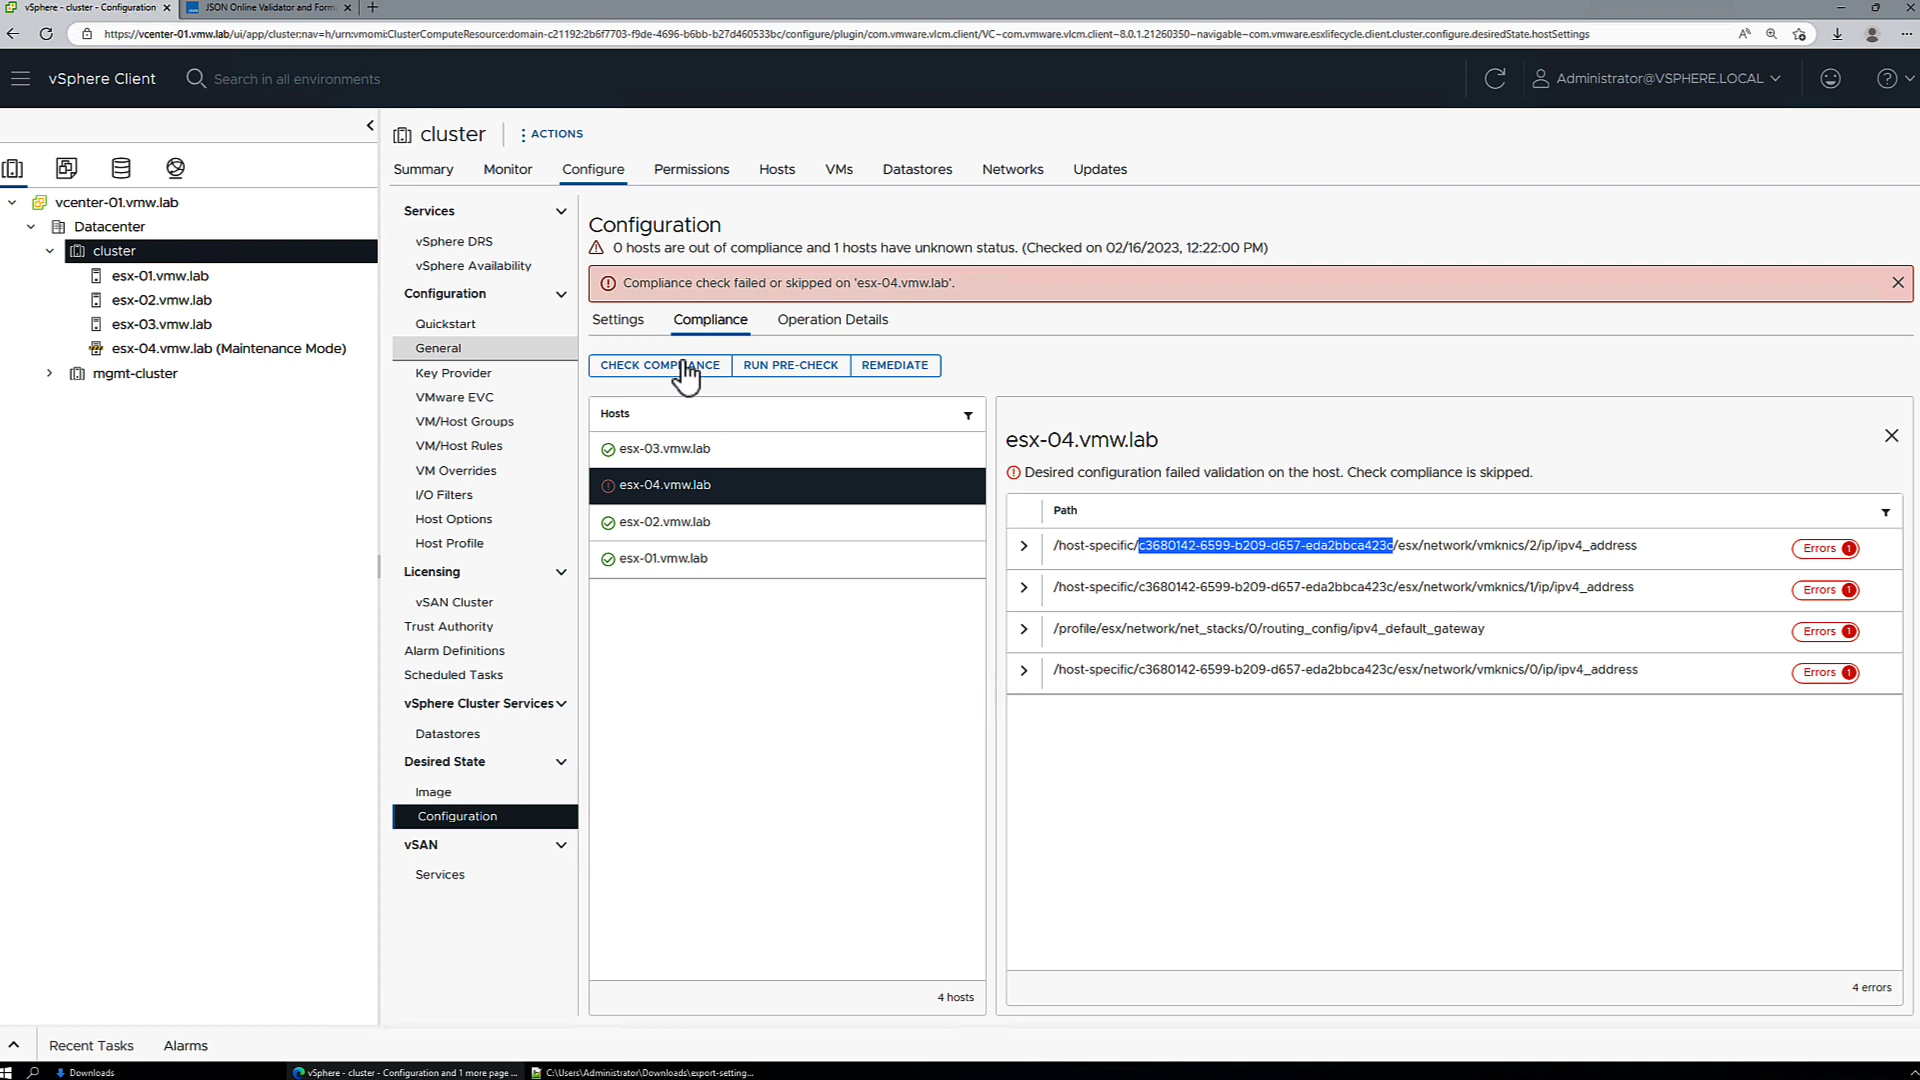 vSphere - cluster - Configuration
JSON Online Validator and Form
https://vcenter-01.vmw.lab/ui/app/cluster;nav=h/urn:vmomi:ClusterComputeResource:domain-c21192:2b6f7703-f9de-4696-b6bb-b27d460533bc/configure/plugin/com.vmware.vlcm.client/VC~com.vmware.vlcm.client~8.0.1.21260350~navigable~com.vmware.esxlifecycle.client.cluster.configure.desiredState.hostSettings
vSphere Client
Search in all environments
Administrator@VSPHERE.LOCAL
vcenter-01.vmw.lab
Datacenter
cluster
esx-01.vmw.lab
esx-02.vmw.lab
esx-03.vmw.lab
esx-04.vmw.lab (Maintenance Mode)
mgmt-cluster
cluster
ACTIONS
Summary
Monitor
Configure
Permissions
Hosts
VMs
Datastores
Networks
Updates
Services
vSphere DRS
vSphere Availability
Configuration
Quickstart
General
Key Provider
VMware EVC
VM/Host Groups
VM/Host Rules
VM Overrides
I/O Filters
Host Options
Host Profile
Licensing
vSAN Cluster
Trust Authority
Alarm Definitions
Scheduled Tasks
vSphere Cluster Services
Datastores
Desired State
Image
Configuration
vSAN
Services
Configuration
0 hosts are out of compliance and 1 hosts have unknown status. (Checked on 02/16/2023, 12:22:00 PM)
Compliance check failed or skipped on 'esx-04.vmw.lab'.
Settings
Compliance
Operation Details
CHECK COMPLIANCE
RUN PRE-CHECK
REMEDIATE
Hosts
esx-03.vmw.lab
esx-04.vmw.lab
esx-02.vmw.lab
esx-01.vmw.lab
4 hosts
esx-04.vmw.lab
Desired configuration failed validation on the host. Check compliance is skipped.
Path
/host-specific/c3680142-6599-b209-d657-eda2bbca423c/esx/network/vmknics/2/ip/ipv4_address
Errors 1
/host-specific/c3680142-6599-b209-d657-eda2bbca423c/esx/network/vmknics/1/ip/ipv4_address
Errors 1
/profile/esx/network/net_stacks/0/routing_config/ipv4_default_gateway
Errors 1
/host-specific/c3680142-6599-b209-d657-eda2bbca423c/esx/network/vmknics/0/ip/ipv4_address
Errors 1
4 errors
Recent Tasks
Alarms
Downloads
vSphere - cluster - Configuration and 1 more page ...
C:\Users\Administrator\Downloads\export-setting...